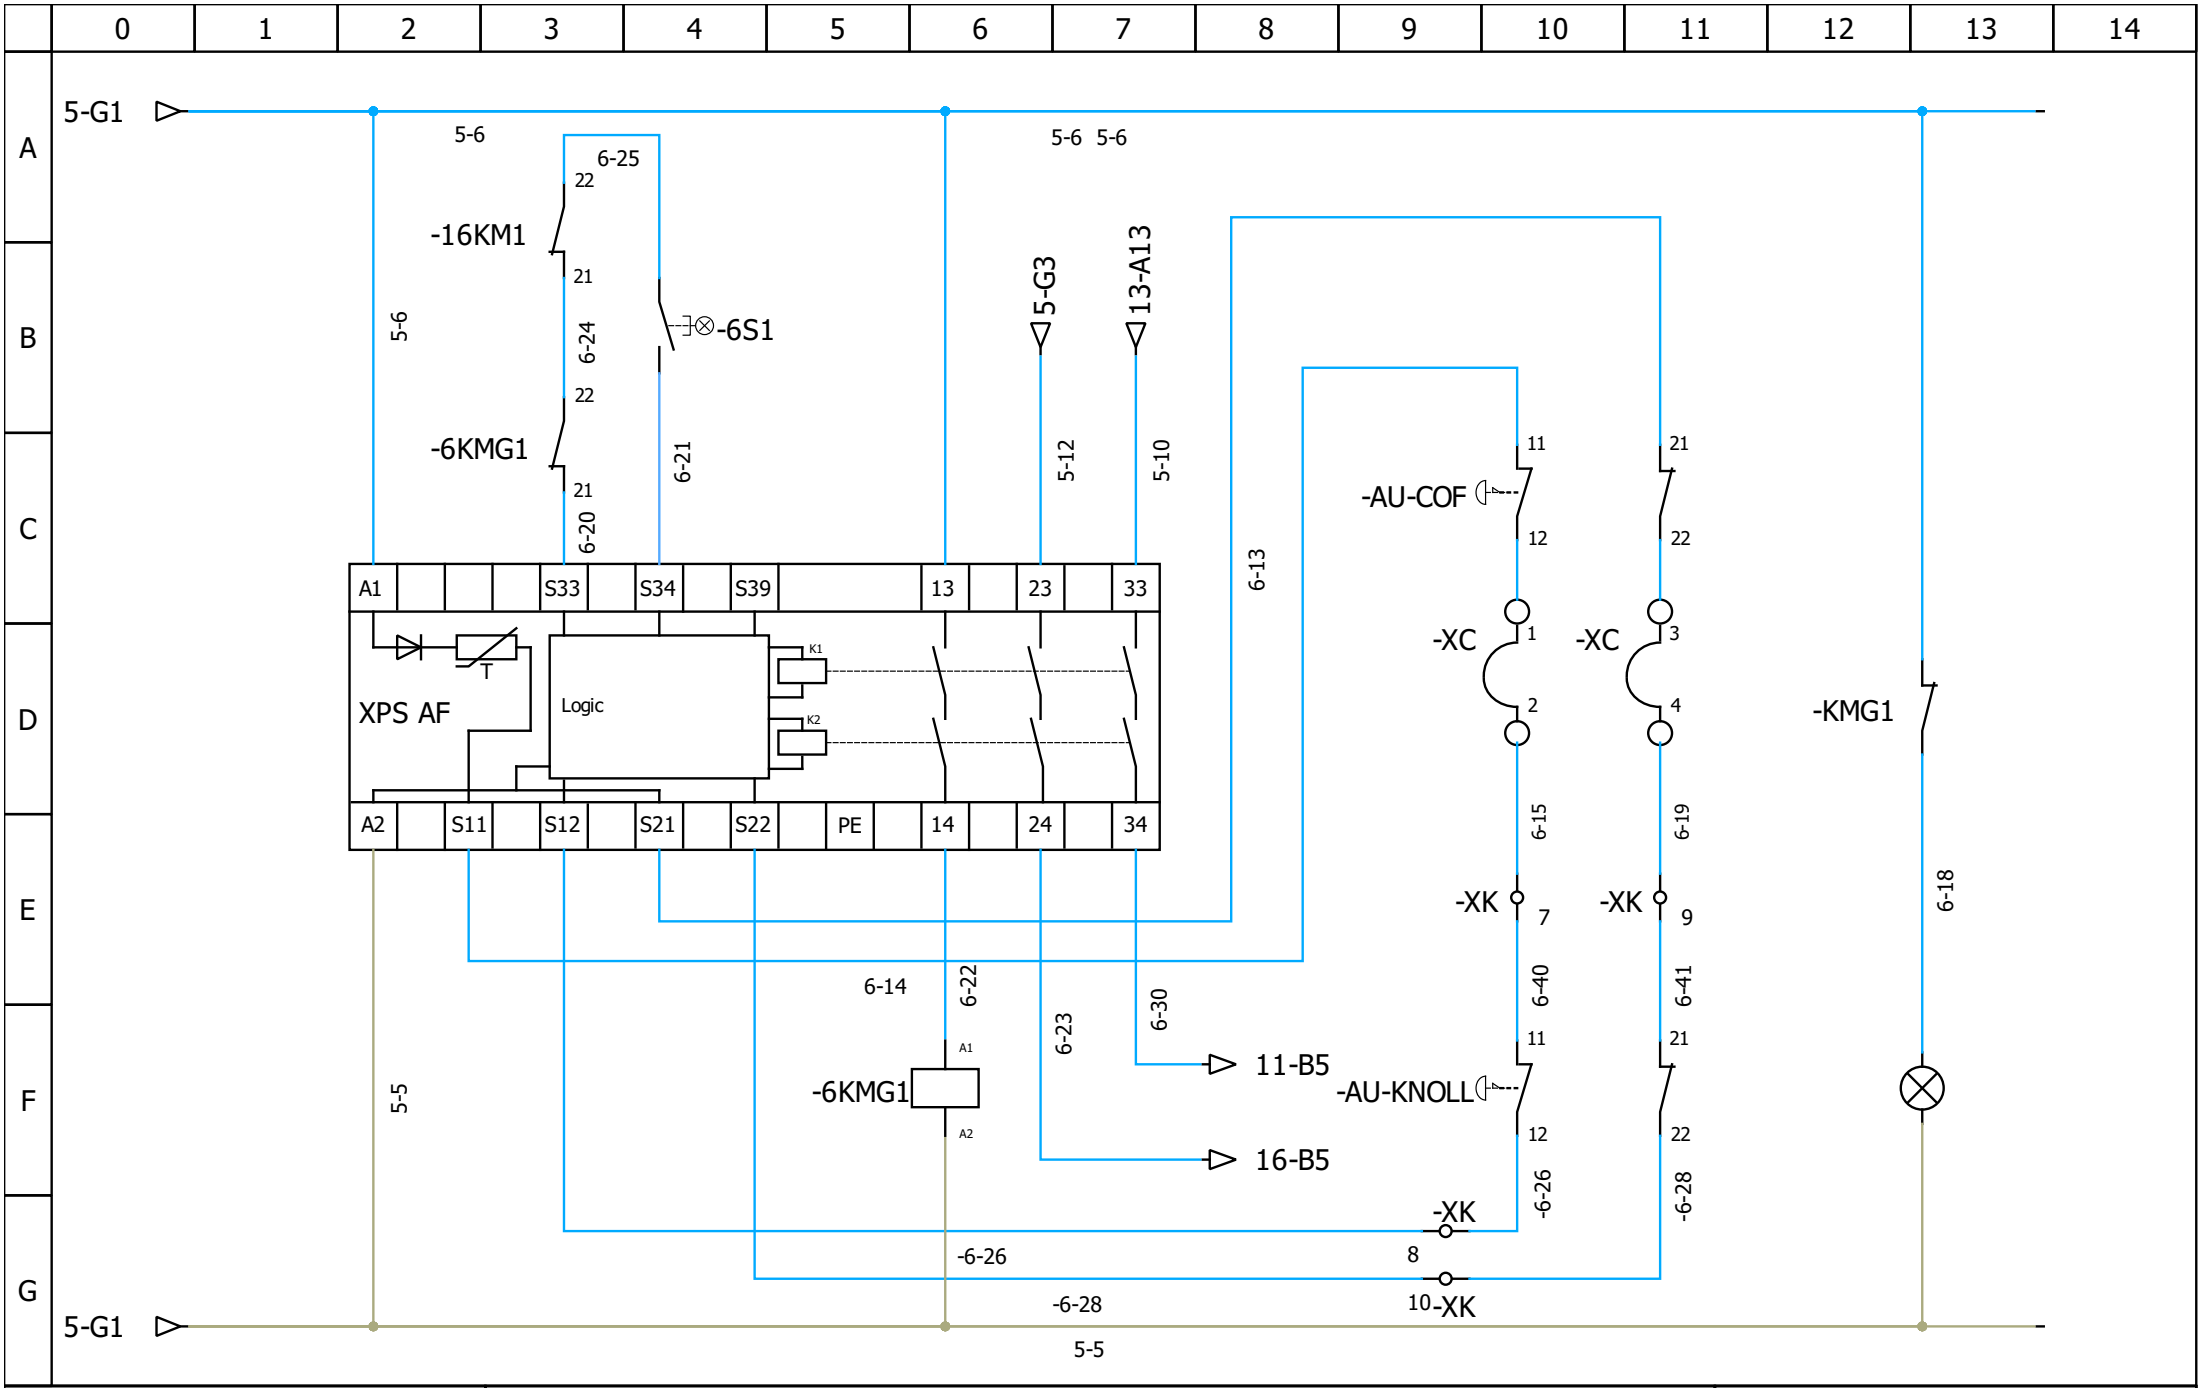 0 1 2 3 4 5 6 7 8 9 10 11 12 13 14
5-G1
A
5-6
5-6 5-6
6-25
22
-16KM1
13-A13
5-G3
21
B
5-6
6-24
-6S1
22
-6KMG1
6-21
5-12
5-10
11
21
21
-AU-COF
C
6-20
12
22
6-13
A1 S33 S34 S39 13 23 33
K1
-XC
1
-XC
3
T
XPS AF
Logic
K2
2
4
D
-KMG1
A2 S11 S12 S21 S22 PE 14 24 34
6-15
6-19
E
-XK
7
-XK
9
6-18
6-14
6-22
6-40
6-41
6-30
6-23
A1
11
21
11-B5
F
5-5
-6KMG1
-AU-KNOLL
A2
12
22
16-B5
-6-26
-6-28
-XK
-6-26
8
G
-6-28
10
-XK
5-G1
5-5